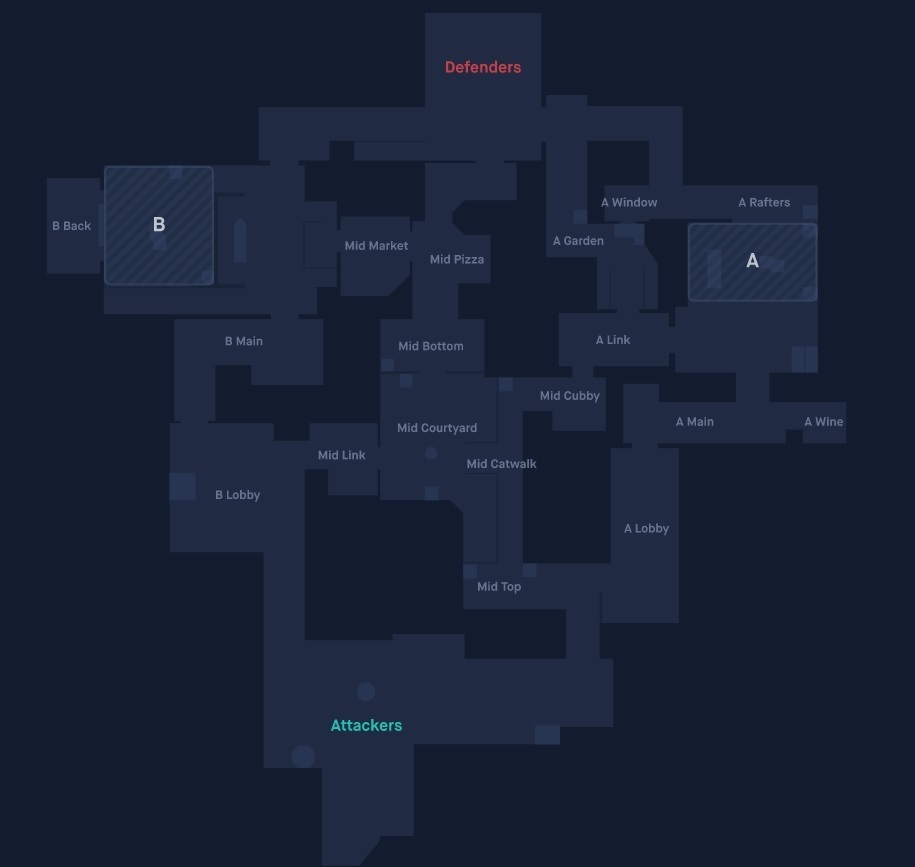 Defenders
A Window
A Rafters
B Back
B
A Garden
Mid Market
Mid Pizza
A
B Main
Mid Bottom
A Link
Mid Cubby
Mid Courtyard
A Main
A Wine
Mid Link
Mid Catwalk
B Lobby
A Lobby
Mid Top
Attackers